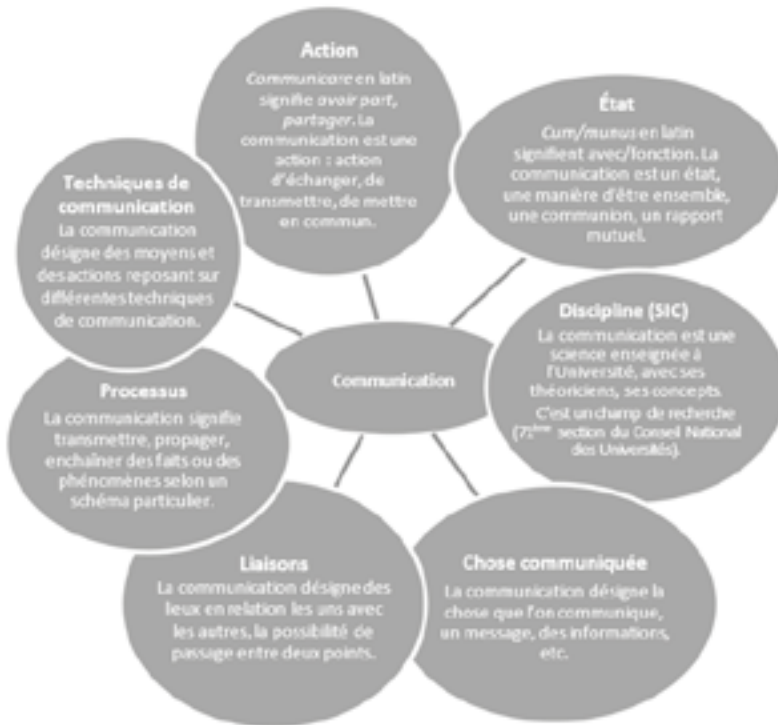 Action
Communicare en latin
signifie avoir part,
partager. La
communication est une
action : action
d'échanger, de
transmettre, de mettre
en commun.
État
Cum/munus en latin
signifient avec/fonction. La
communication est un état,
une manière d'être ensemble,
une communion, un rapport
mutuel.
Techniques de
communication
La communication
désigne des moyens et
des actions reposant sur
différentes techniques
de communication.
Discipline (SIC)
La communication est une
science enseignée à
l'Université, avec ses
théoriciens, ses concepts.
C'est un champ de recherche
(71ème section du Conseil National
des Universités).
Communication
Processus
La communication signifie
transmettre, propager,
enchaîner des faits ou des
phénomènes selon un
schéma particulier.
Liaisons
La communication désigne des
lieux en relation les uns avec
les autres, la possibilité de
passage entre deux points.
Chose communiquée
La communication désigne la
chose que l'on communique,
un message, des informations,
etc.